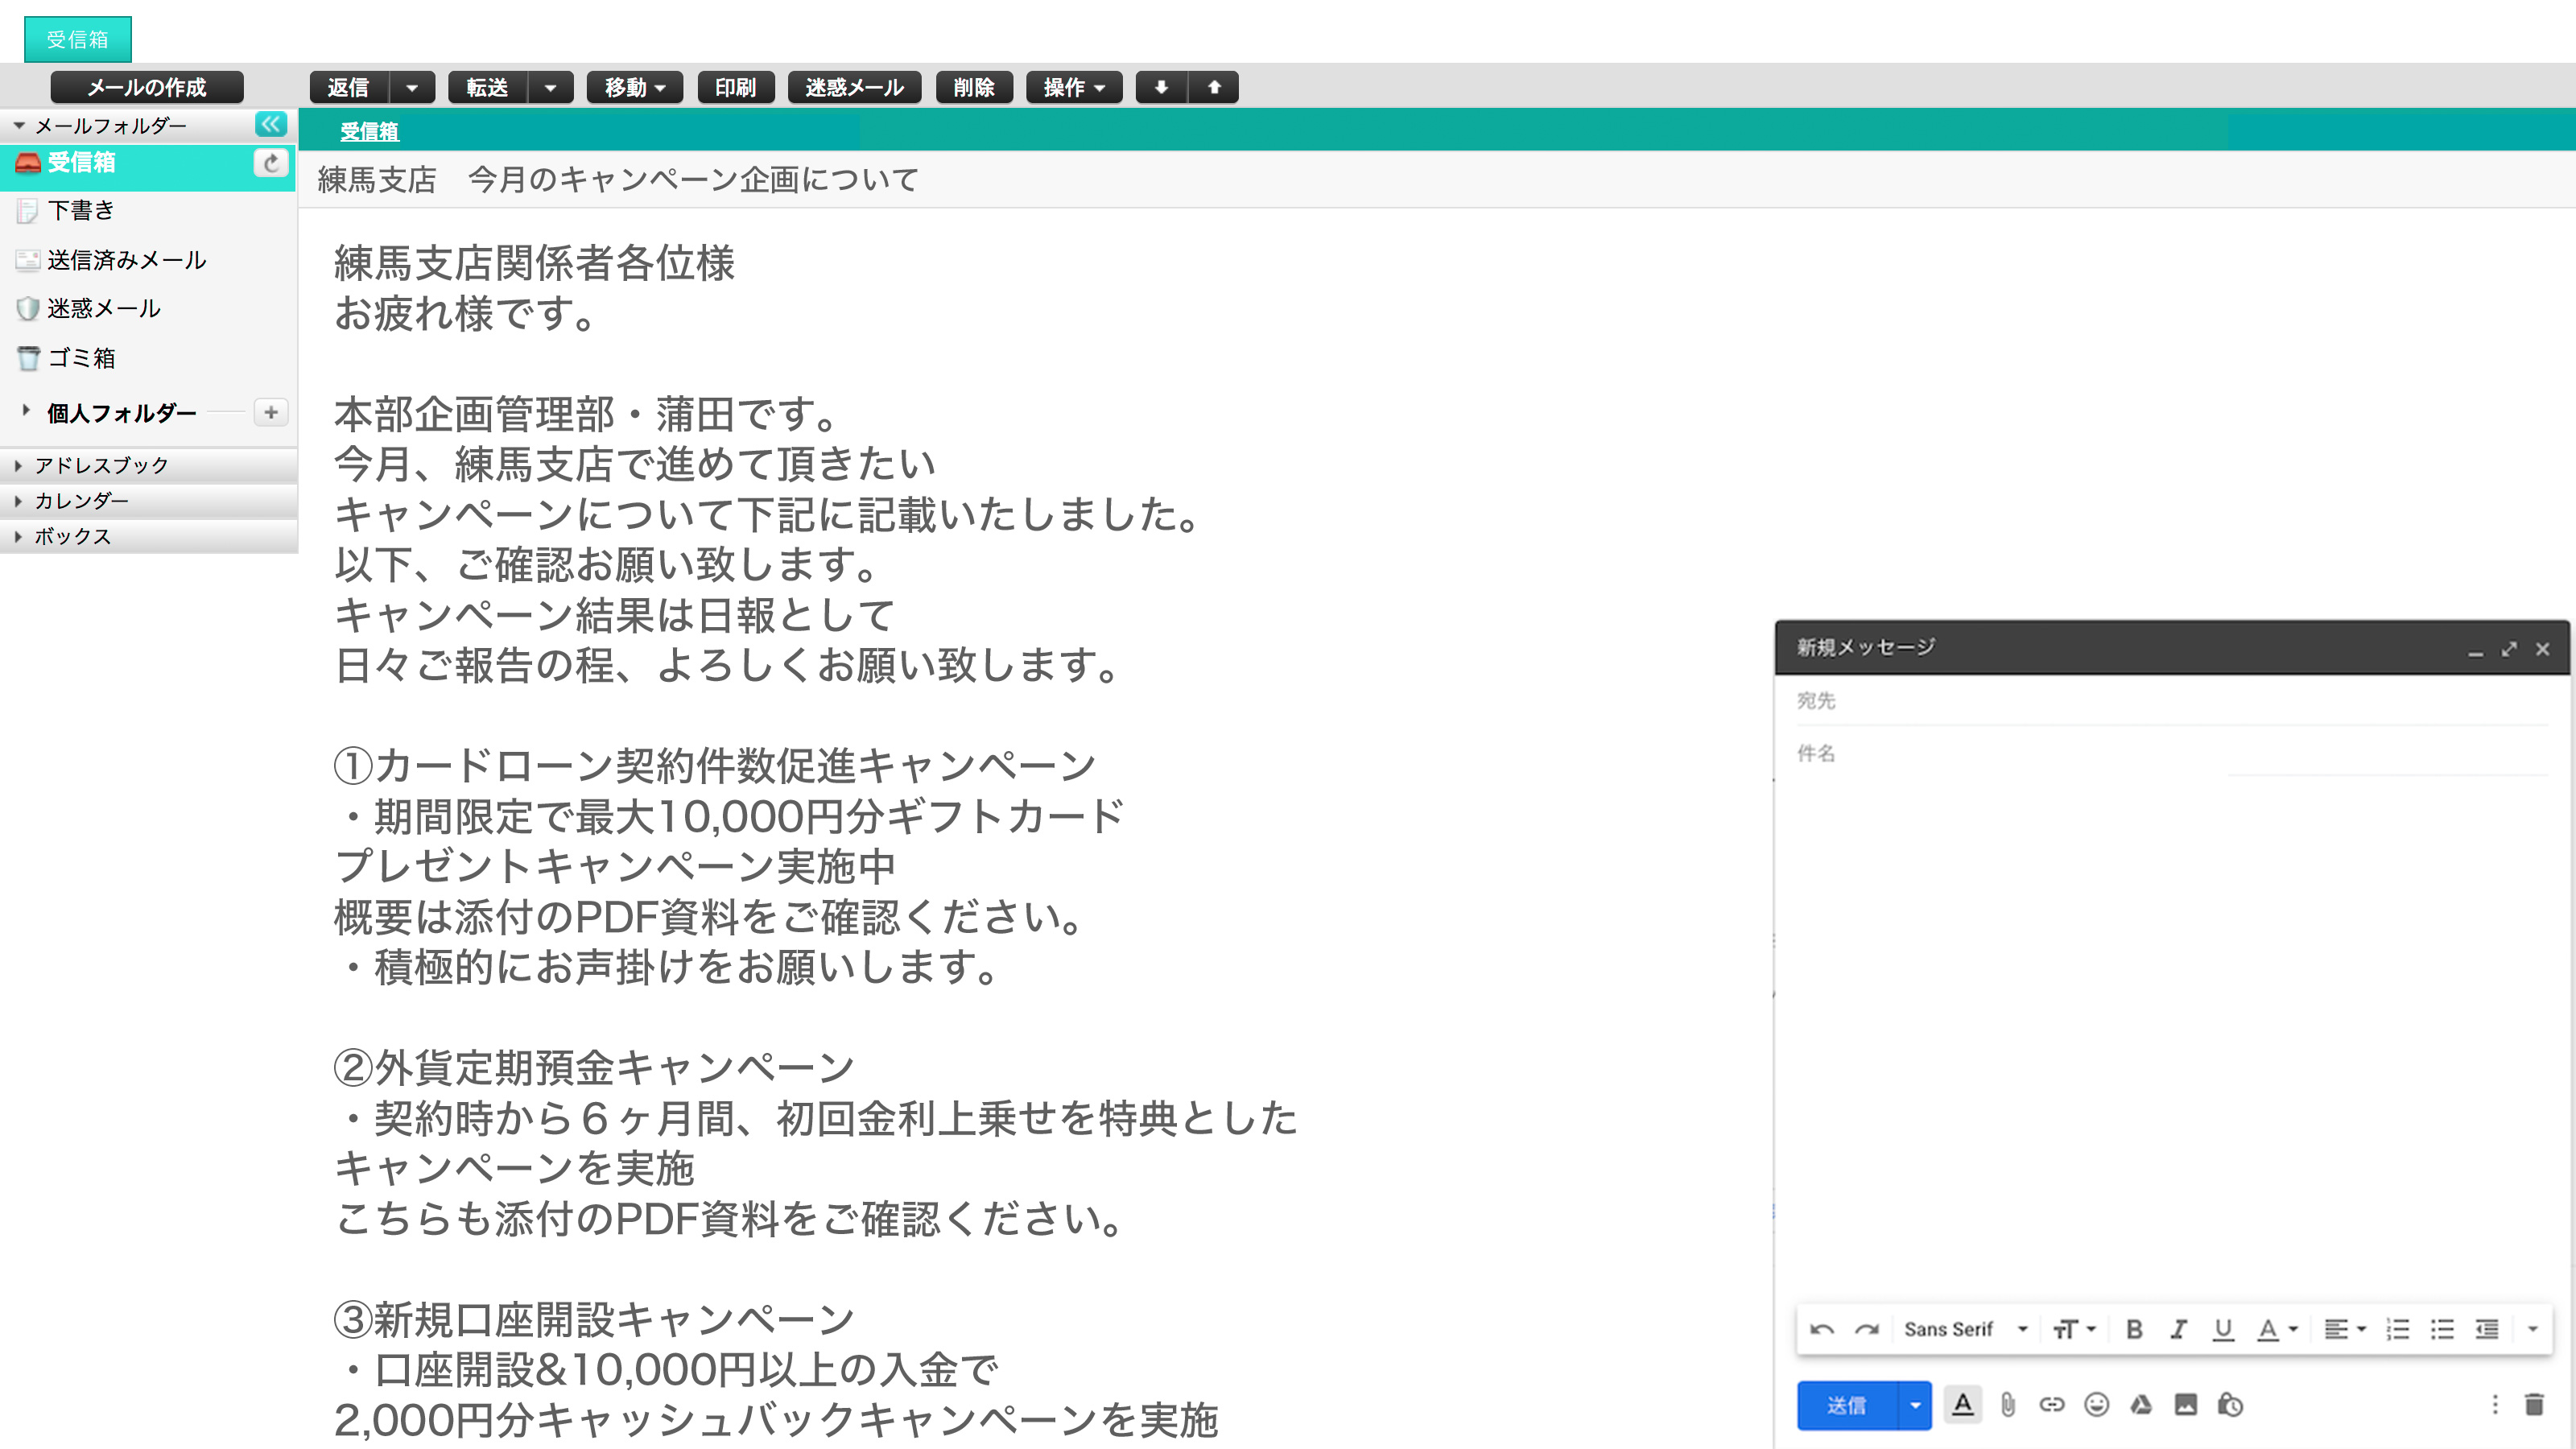 受信箱
メールの作成
返信
転送
移動
印刷
迷惑メール
削除
操作
メールフォルダー
受信箱
下書き
送信済みメール
迷惑メール
ゴミ箱
個人フォルダー
アドレスブック
カレンダー
ボックス
受信箱
練馬支店　今月のキャンペーン企画について
練馬支店関係者各位様
お疲れ様です。
本部企画管理部・蒲田です。
今月、練馬支店で進めて頂きたい
キャンペーンについて下記に記載いたしました。
以下、ご確認お願い致します。
キャンペーン結果は日報として
日々ご報告の程、よろしくお願い致します。
①カードローン契約件数促進キャンペーン
・期間限定で最大10,000円分ギフトカード
プレゼントキャンペーン実施中
概要は添付のPDF資料をご確認ください。
・積極的にお声掛けをお願いします。
②外貨定期預金キャンペーン
・契約時から６ヶ月間、初回金利上乗せを特典とした
キャンペーンを実施
こちらも添付のPDF資料をご確認ください。
③新規口座開設キャンペーン
・口座開設&10,000円以上の入金で
2,000円分キャッシュバックキャンペーンを実施
新規メッセージ
宛先
件名
Sans Serif
送信